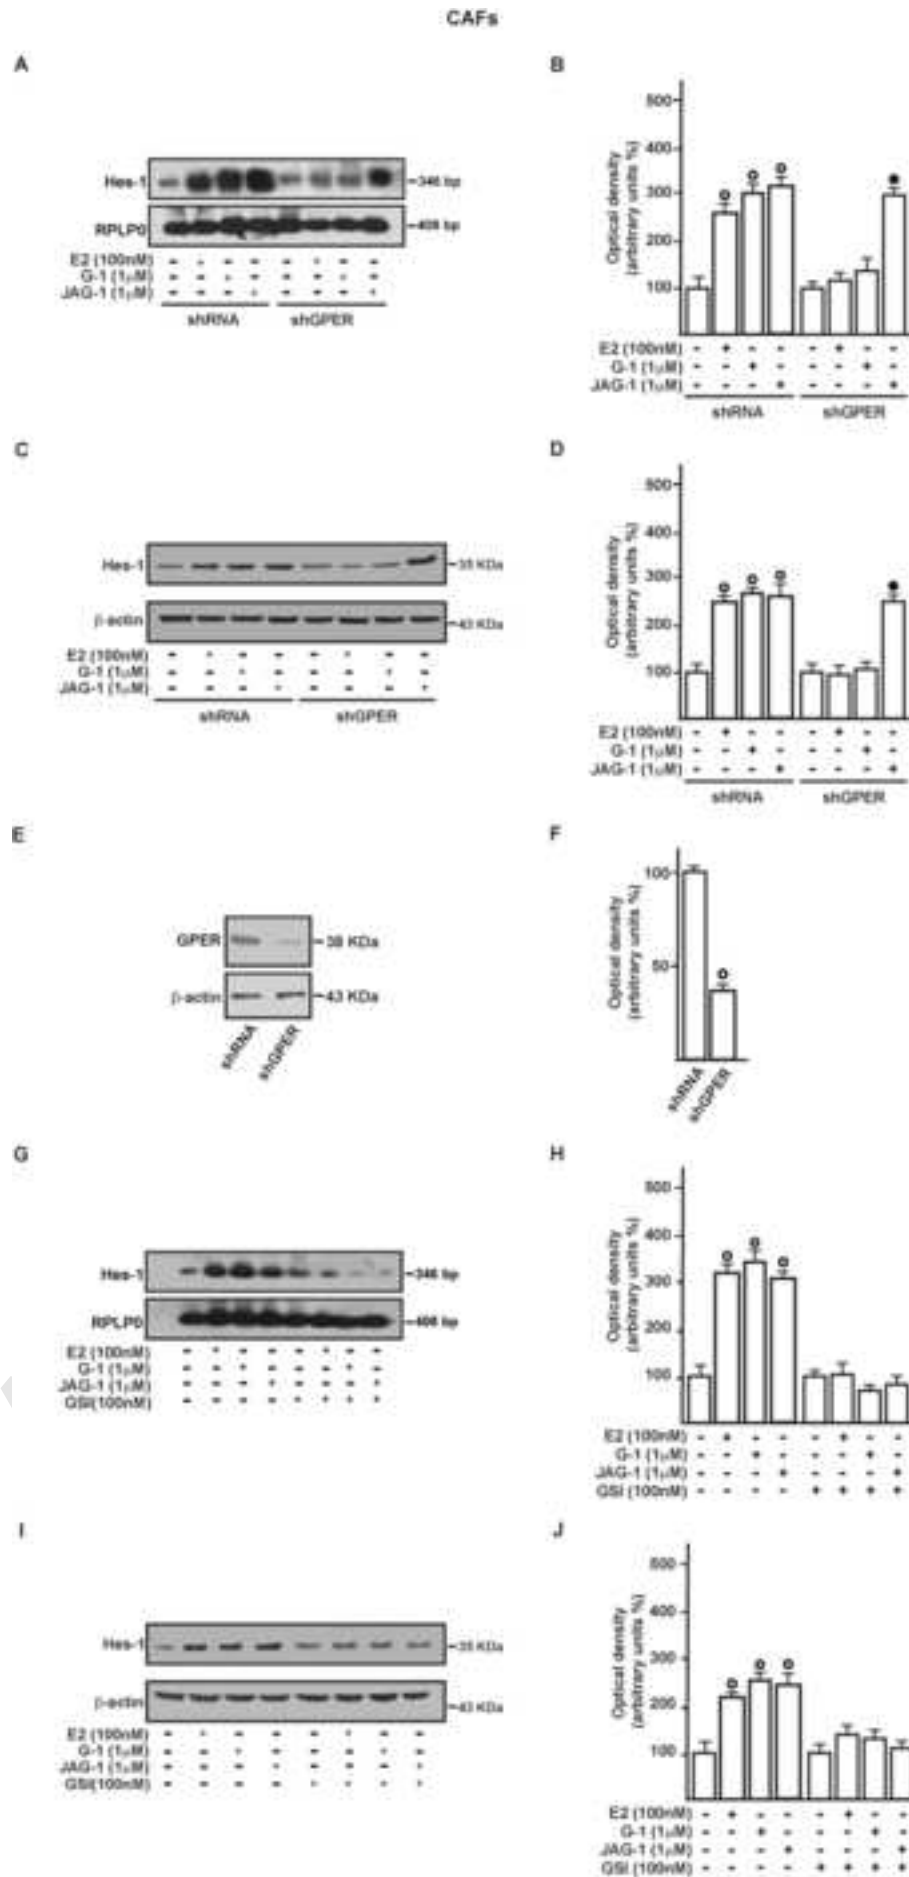 CAFs
A
Hes-1
346 bp
RPLP0
408 bp
E2 (100nM) - + - - - + - -
G-1 (1μM) - - + - - - + -
JAG-1 (1μM) - - - + - - - +
shRNA shGPER
B
Optical density
(arbitrary units %)
500
400
300
200
100
E2 (100nM) - + - - - + - -
G-1 (1μM) - - + - - - + -
JAG-1 (1μM) - - - + - - - +
shRNA shGPER
C
Hes-1
35 KDa
β-actin
43 KDa
E2 (100nM) - + - - - + - -
G-1 (1μM) - - + - - - + -
JAG-1 (1μM) - - - + - - - +
shRNA shGPER
D
Optical density
(arbitrary units %)
500
400
300
200
100
E2 (100nM) - + - - - + - -
G-1 (1μM) - - + - - - + -
JAG-1 (1μM) - - - + - - - +
shRNA shGPER
E
GPER
38 KDa
β-actin
43 KDa
shRNA
shGPER
F
Optical density
(arbitrary units %)
100
50
shRNA
shGPER
G
Hes-1
346 bp
RPLP0
408 bp
E2 (100nM) - + - - - + - -
G-1 (1μM) - - + - - - + -
JAG-1 (1μM) - - - + - - - +
GSI(100nM) - - - - + + + +
H
Optical density
(arbitrary units %)
500
400
300
200
100
E2 (100nM) - + - - - + - -
G-1 (1μM) - - + - - - + -
JAG-1 (1μM) - - - + - - - +
GSI (100nM) - - - - + + + +
I
Hes-1
35 KDa
β-actin
43 KDa
E2 (100nM) - + - - - + - -
G-1 (1μM) - - + - - - + -
JAG-1 (1μM) - - - + - - - +
GSI(100nM) - - - - + + + +
J
Optical density
(arbitrary units %)
500
400
300
200
100
E2 (100nM) - + - - - + - -
G-1 (1μM) - - + - - - + -
JAG-1 (1μM) - - - + - - - +
GSI (100nM) - - - - + + + +